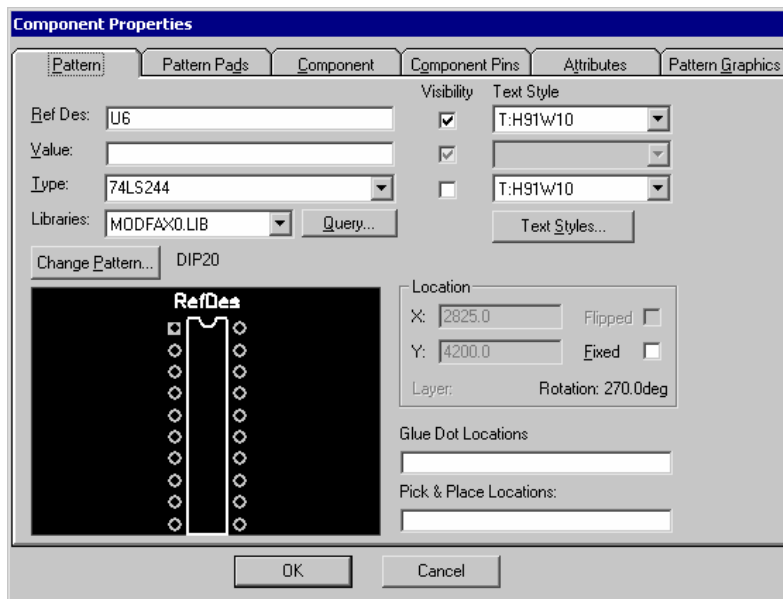 Component Properties
Pattern Pattern Pads Component Component Pins Attributes Pattern Graphics
Visibility Text Style
Ref Des: U6 T:H91W10
Value:
Type: 74LS244 T:H91W10
Libraries: MODFAX0.LIB Query... Text Styles...
Change Pattern... DIP20
RefDes
Location
X: 2825.0 Flipped
Y: 4200.0 Fixed
Layer: Rotation: 270.0deg
Glue Dot Locations
Pick & Place Locations:
OK Cancel